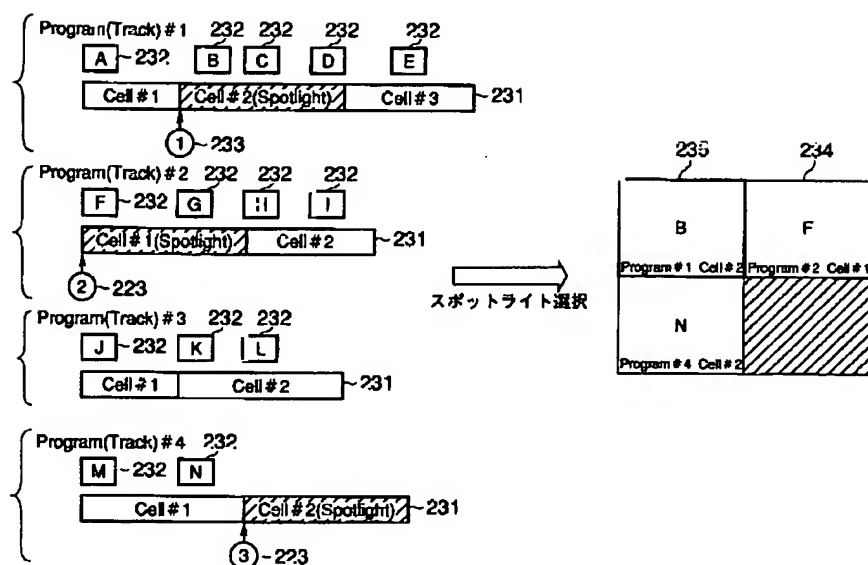 Program(Track)#1
232 232 232 232
A 232 B C D E
Cell#1 Cell#2(Spotlight) Cell#3 231
1 233
Program(Track)#2
232 232 232
F 232 G H I
Cell#1(Spotlight) Cell#2 231
2 223
Program(Track)#3
232 232
J 232 K L
Cell#1 Cell#2 231
Program(Track)#4
232
M 232 N
Cell#1 Cell#2(Spotlight) 231
3 223
スポットライト選択
235 234
B F
Program#1 Cell#2 Program#2 Cell#1
N
Program#4 Cell#2